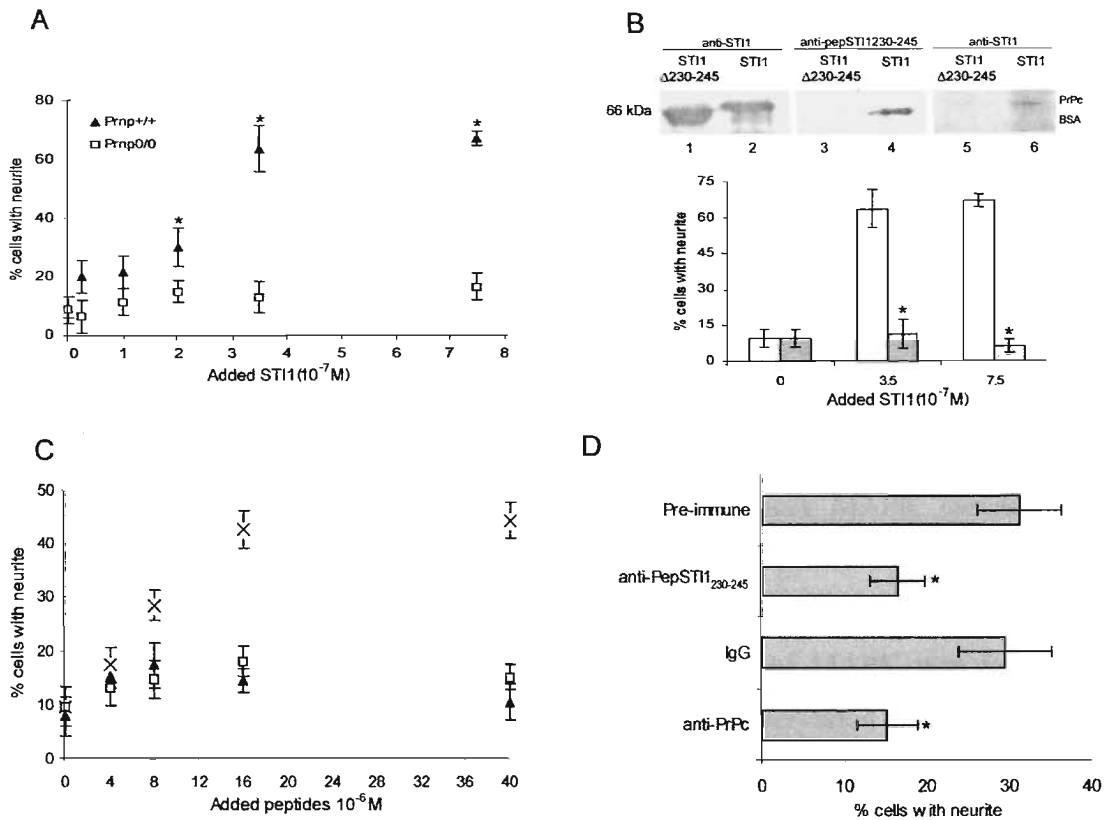 A
80
60
40
20
0
% cells with neurite
▲ Prnp+/+
□ Prnp0/0
*
*
*
0 1 2 3 4 5 6 7 8
Added STI1(10⁻⁷M)
B
anti-STI1 anti-pepSTI1230-245 anti-STI1
STI1 Δ230-245 STI1 STI1 Δ230-245 STI1 STI1 Δ230-245 STI1
66 kDa
PrPc
BSA
1 2 3 4 5 6
75
60
45
30
15
0
% cells with neurite
*
*
0 3.5 7.5
Added STI1(10⁻⁷M)
C
50
40
30
20
10
0
% cells with neurite
0 4 8 12 16 20 24 28 32 36 40
Added peptides 10⁻⁶M
D
Pre-immune
anti-PepSTI1₂₃₀₋₂₄₅ *
IgG
anti-PrPc *
0 10 20 30 40
% cells with neurite